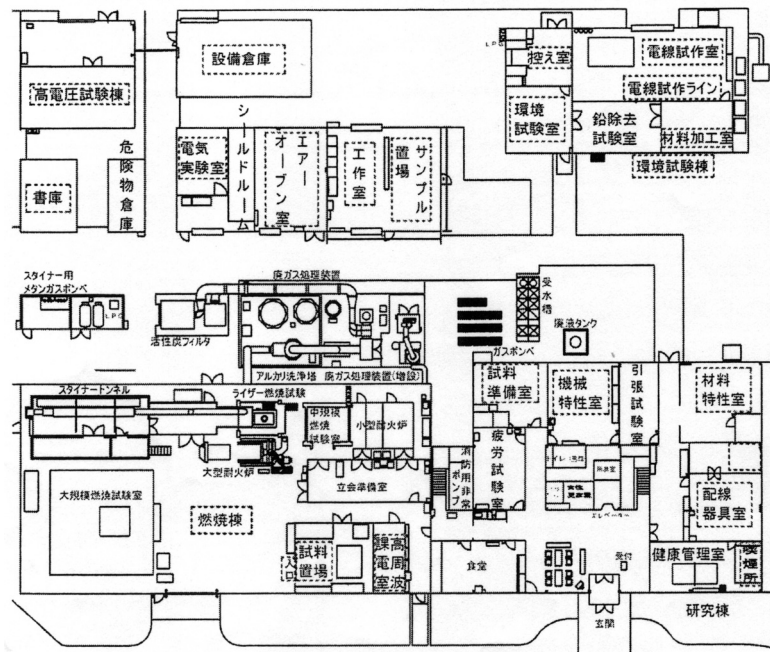 設備倉庫
高電圧試験棟
書庫
危険物倉庫
電気
実験室
シールドルーム
エアー
オーブン室
工作室
サンプル
置場
LPG
控え室
電線試作室
電線試作ライン
環境
試験室
鉛除去
試験室
材料加工室
環境試験棟
スタイナー用
メタンガスボンベ
LPG
活性炭フィルタ
廃ガス処理装置
アルカリ洗浄塔
廃ガス処理装置(増設)
受水槽
廃液タンク
ガスボンベ
スタイナートンネル
ライザー燃焼試験
中規模
燃焼
試験室
小型耐火炉
大型耐火炉
立会準備室
大規模燃焼試験室
燃焼棟
入口
試料
置場
高周波
課電室
試料
準備室
機械
特性室
引張試験室
材料
特性室
疲労試験室
消防用非常
ポンプ
エレベーター
配線
器具室
食堂
受付
健康管理室
喫煙所
玄関
研究棟